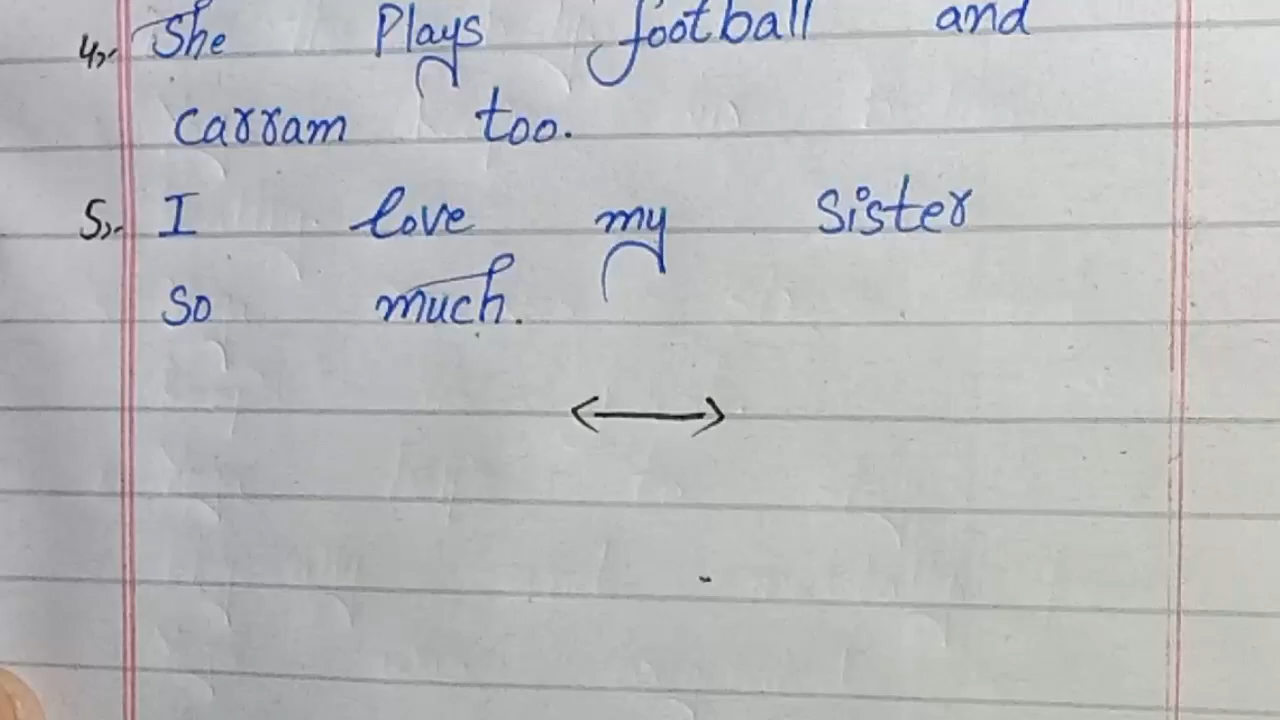 4,- She Plays football and
carram too.
5,- I love my Sister
so much.